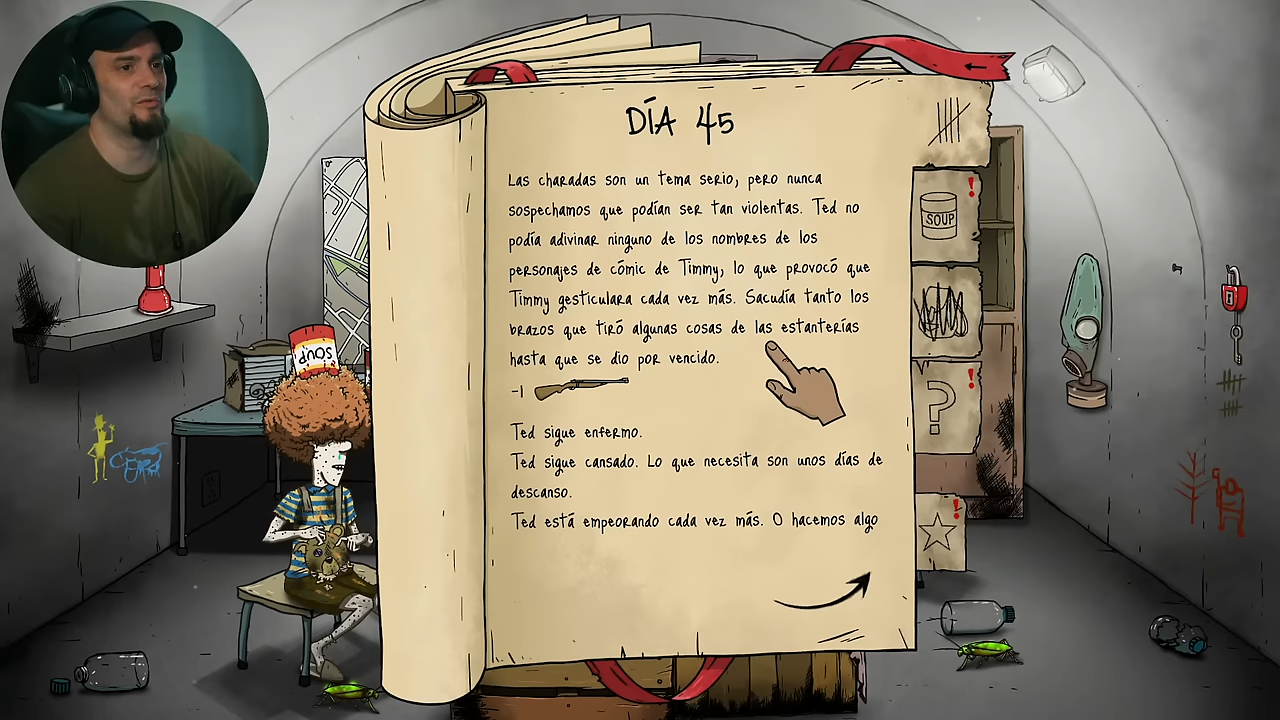 DÍA 45
Las charadas son un tema serio, pero nunca
sospechamos que podían ser tan violentas. Ted no
podía adivinar ninguno de los nombres de los
personajes de cómic de Timmy, lo que provocó que
Timmy gesticulara cada vez más. Sacudía tanto los
brazos que tiró algunas cosas de las estanterías
hasta que se dio por vencido.
-1
Ted sigue enfermo.
Ted sigue cansado. Lo que necesita son unos días de
descanso.
Ted está empeorando cada vez más. O hacemos algo
SOUP
!
?
!
!
SOUP